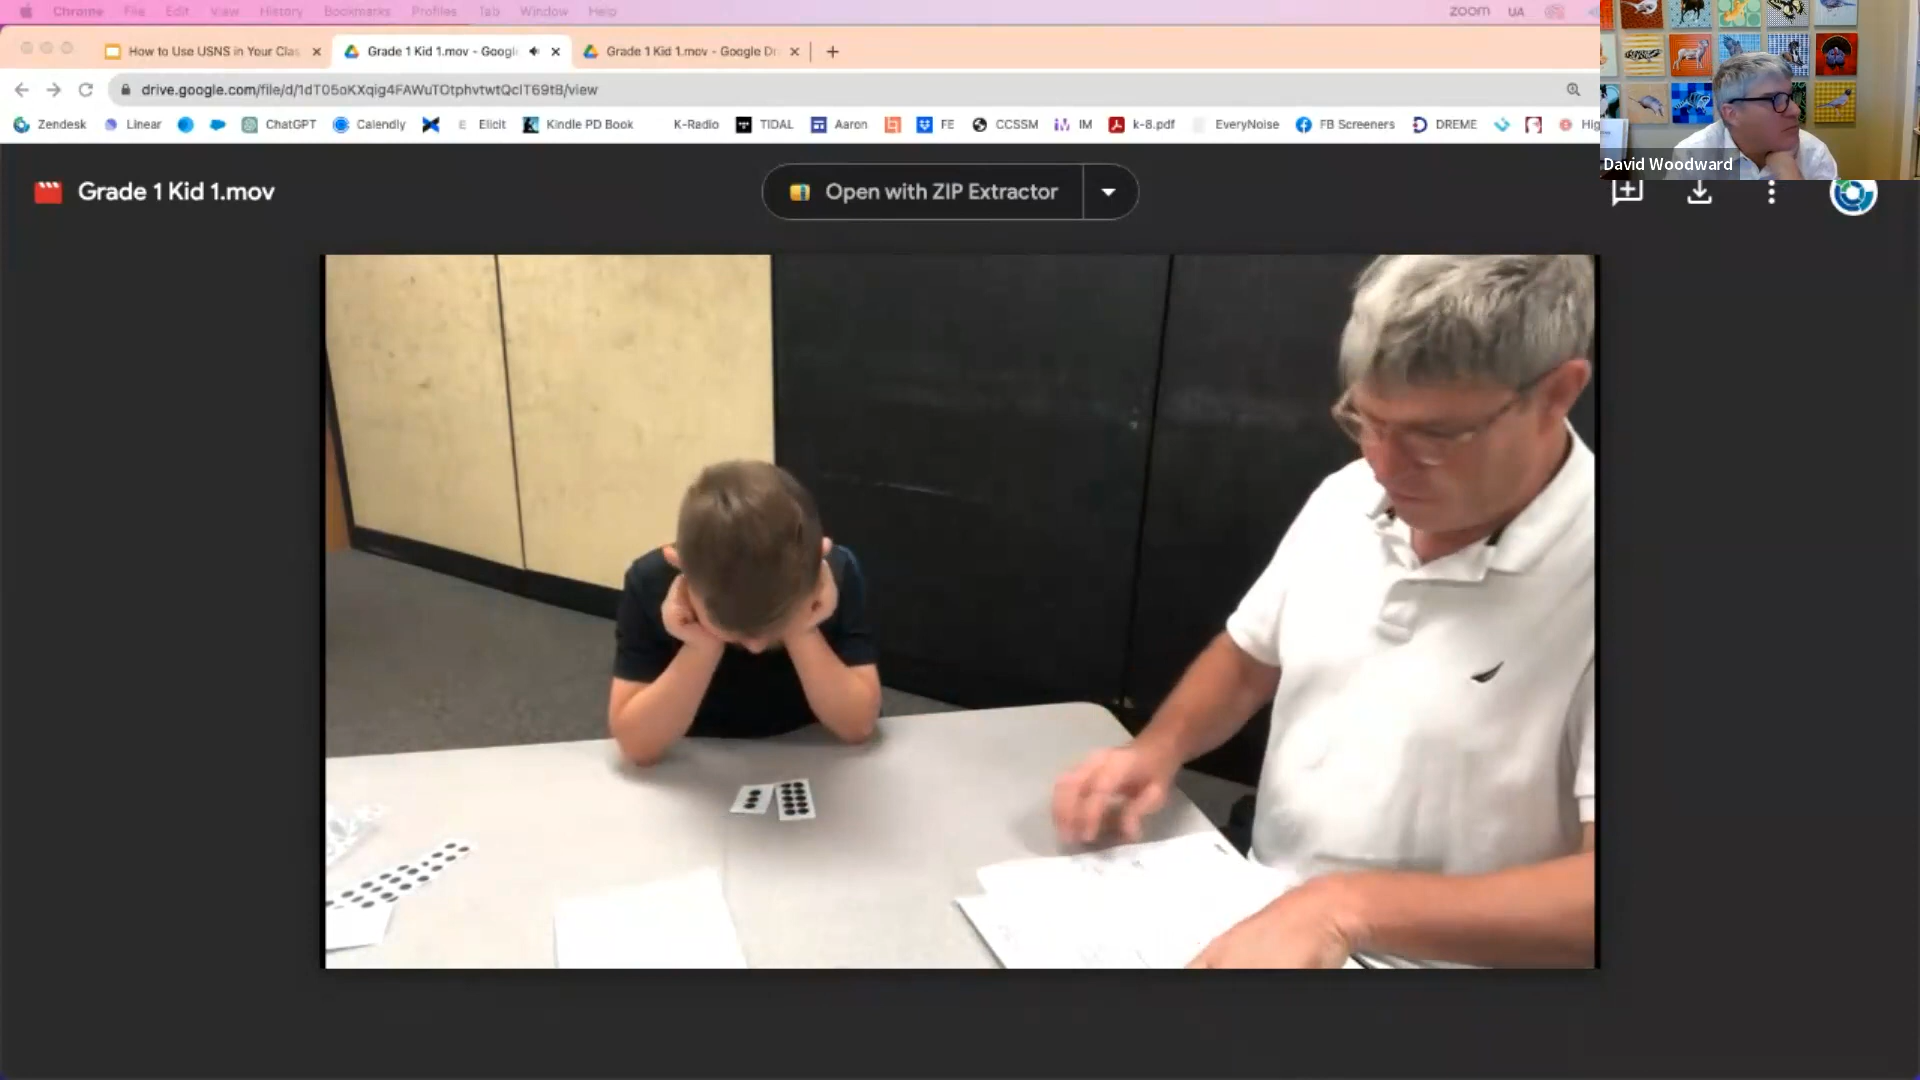 Chrome File Edit View History Bookmarks Profiles Tab Window Help zoom UA
How to Use USNS in Your Clas Grade 1 Kid 1.mov - Googl Grade 1 Kid 1.mov - Google Dr
drive.google.com/file/d/1dT05oKXqig4FAWuTOtphvtwtQcIT69t8/view
Zendesk Linear ChatGPT Calendly Elicit Kindle PD Book K-Radio TIDAL Aaron FE CCSSM IM k-8.pdf EveryNoise FB Screeners DREME Hig
David Woodward
Grade 1 Kid 1.mov Open with ZIP Extractor